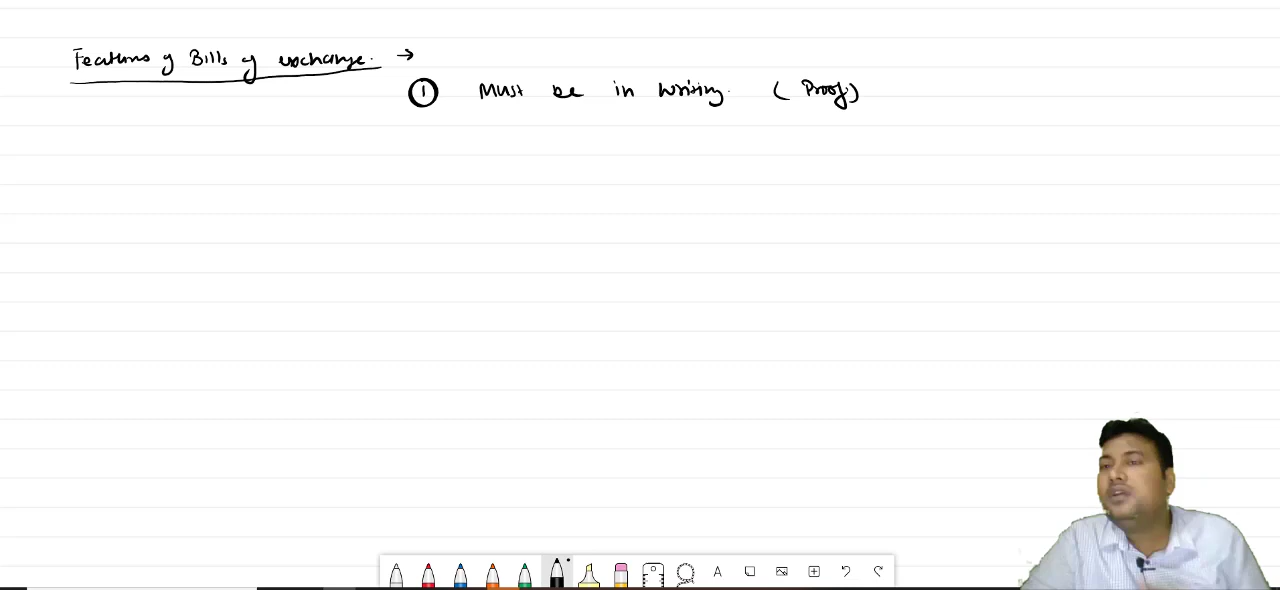 Features of Bills of exchange. →
① Must be in writing. (Proof)
A